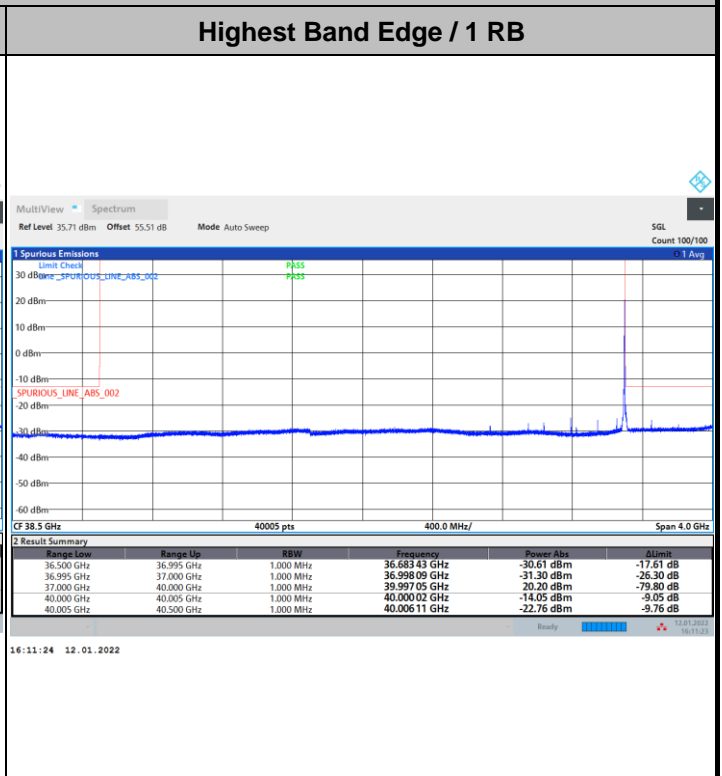 Highest Band Edge / 1 RB
MultiView Spectrum
Ref Level 35.71 dBm Offset 55.51 dB Mode Auto Sweep SGL
Count 100/100
1 Spurious Emissions 1 Avg
Limit Check PASS
30 dBm Line _SPURIOUS_LINE_ABS_002 PASS
20 dBm
10 dBm
0 dBm
-10 dBm
_SPURIOUS_LINE_ABS_002
-20 dBm
-30 dBm
-40 dBm
-50 dBm
-60 dBm
CF 38.5 GHz 40005 pts 400.0 MHz/ Span 4.0 GHz
2 Result Summary
Range Low Range Up RBW Frequency Power Abs ΔLimit
36.500 GHz 36.995 GHz 1.000 MHz 36.683 43 GHz -30.61 dBm -17.61 dB
36.995 GHz 37.000 GHz 1.000 MHz 36.998 09 GHz -31.30 dBm -26.30 dB
37.000 GHz 40.000 GHz 1.000 MHz 39.997 05 GHz 20.20 dBm -79.80 dB
40.000 GHz 40.005 GHz 1.000 MHz 40.000 02 GHz -14.05 dBm -9.05 dB
40.005 GHz 40.500 GHz 1.000 MHz 40.006 11 GHz -22.76 dBm -9.76 dB
Ready 12.01.2022
16:11:23
16:11:24 12.01.2022